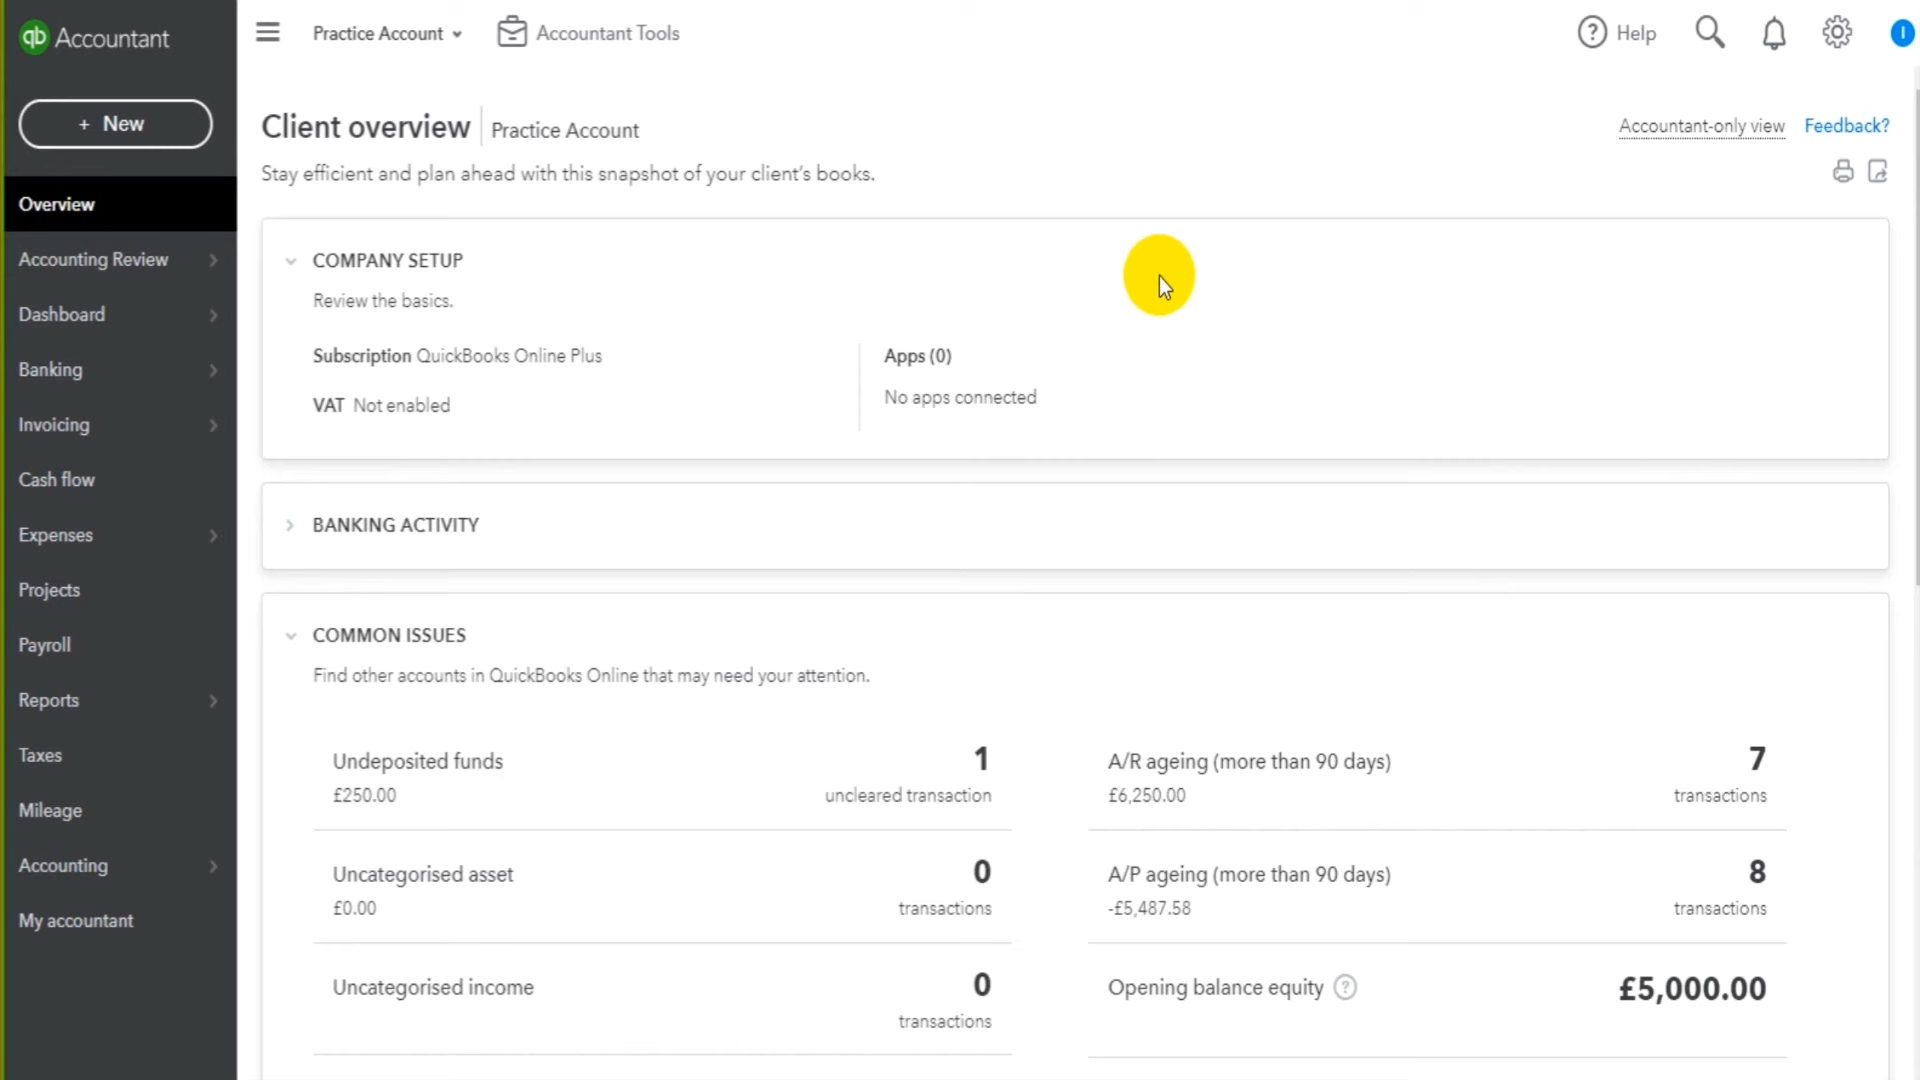 qb Accountant
Practice Account
Accountant Tools
? Help
I
+ New
Overview
Accounting Review
Dashboard
Banking
Invoicing
Cash flow
Expenses
Projects
Payroll
Reports
Taxes
Mileage
Accounting
My accountant
Client overview
Practice Account
Accountant-only view
Feedback?
Stay efficient and plan ahead with this snapshot of your client's books.
COMPANY SETUP
Review the basics.
Subscription QuickBooks Online Plus
VAT Not enabled
Apps (0)
No apps connected
BANKING ACTIVITY
COMMON ISSUES
Find other accounts in QuickBooks Online that may need your attention.
Undeposited funds 1
£250.00 uncleared transaction
Uncategorised asset 0
£0.00 transactions
Uncategorised income 0
transactions
A/R ageing (more than 90 days) 7
£6,250.00 transactions
A/P ageing (more than 90 days) 8
-£5,487.58 transactions
Opening balance equity ? £5,000.00